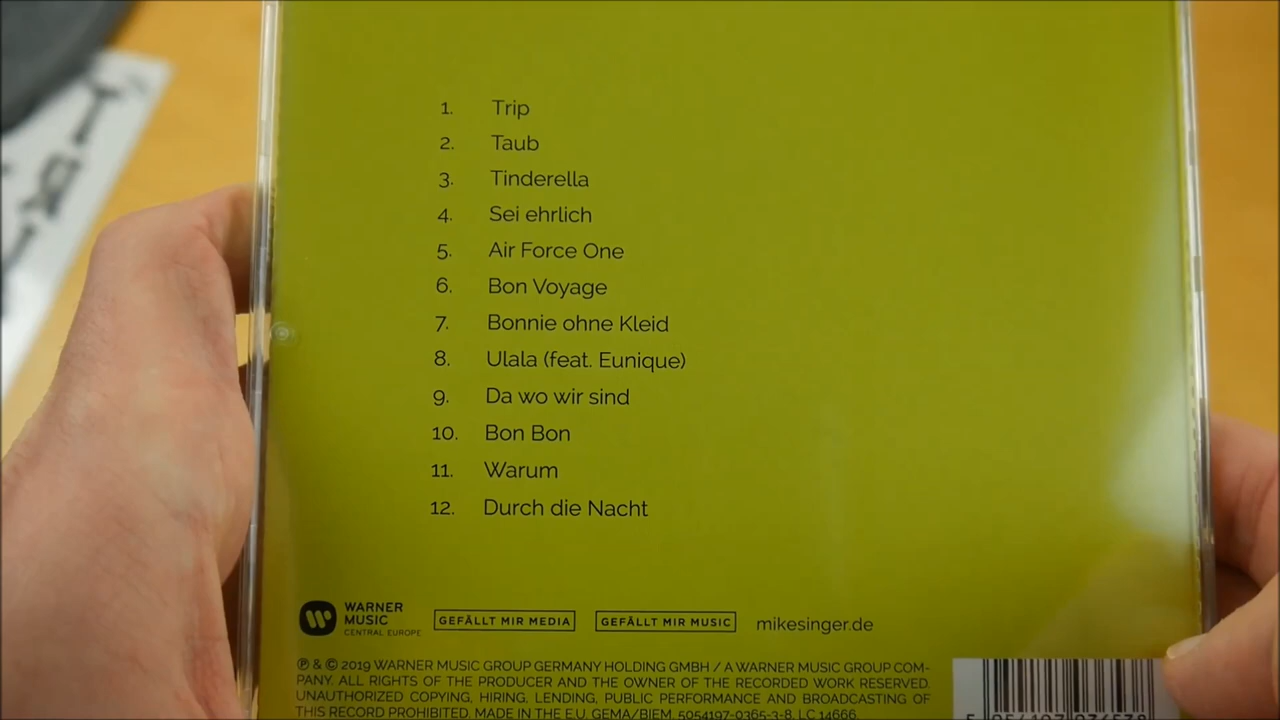 1. Trip
2. Taub
3. Tinderella
4. Sei ehrlich
5. Air Force One
6. Bon Voyage
7. Bonnie ohne Kleid
8. Ulala (feat. Eunique)
9. Da wo wir sind
10. Bon Bon
11. Warum
12. Durch die Nacht
WARNER
MUSIC
CENTRAL EUROPE
GEFÄLLT MIR MEDIA
GEFÄLLT MIR MUSIC
mikesinger.de
℗ & © 2019 WARNER MUSIC GROUP GERMANY HOLDING GMBH / A WARNER MUSIC GROUP COM-
PANY. ALL RIGHTS OF THE PRODUCER AND THE OWNER OF THE RECORDED WORK RESERVED.
UNAUTHORIZED COPYING, HIRING, LENDING, PUBLIC PERFORMANCE AND BROADCASTING OF
THIS RECORD PROHIBITED. MADE IN THE E.U. GEMA/BIEM. 5054197-0365-3-8. LC 14666.